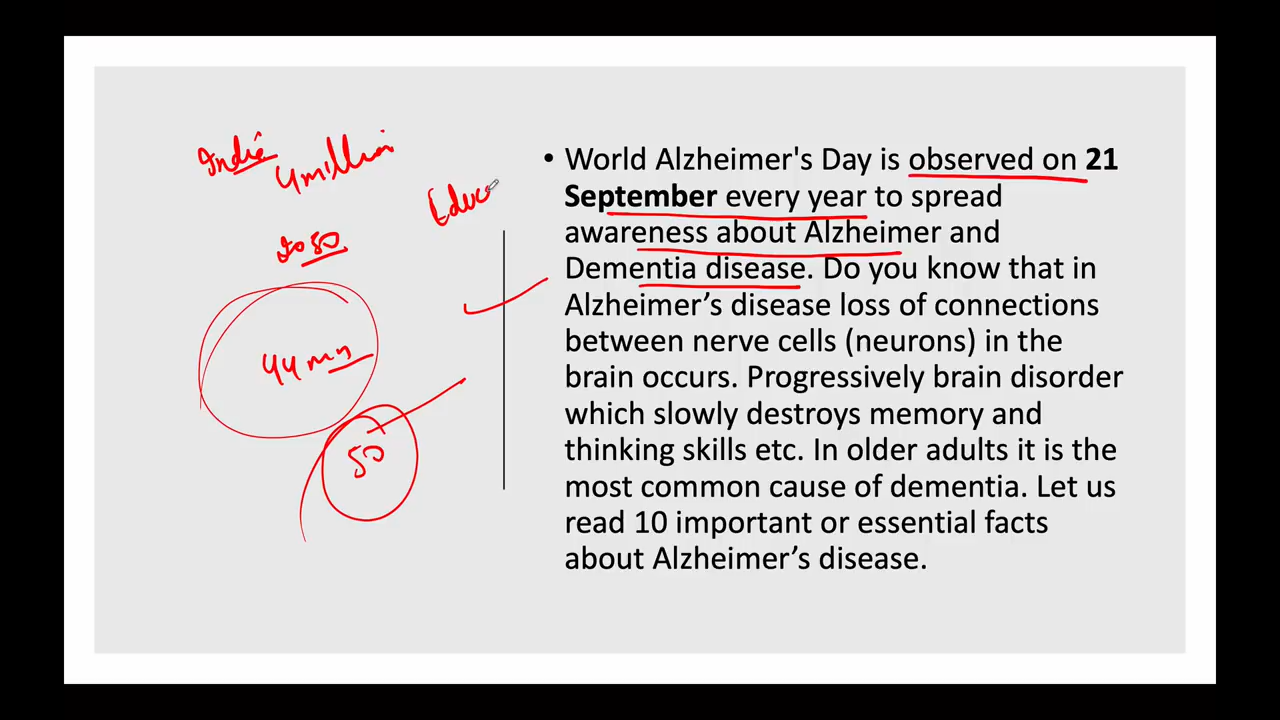 India 4 million
Educ
2050
44 mn
50
• World Alzheimer's Day is observed on 21
September every year to spread
awareness about Alzheimer and
Dementia disease. Do you know that in
Alzheimer’s disease loss of connections
between nerve cells (neurons) in the
brain occurs. Progressively brain disorder
which slowly destroys memory and
thinking skills etc. In older adults it is the
most common cause of dementia. Let us
read 10 important or essential facts
about Alzheimer’s disease.